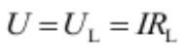 U = U_L = IR_L